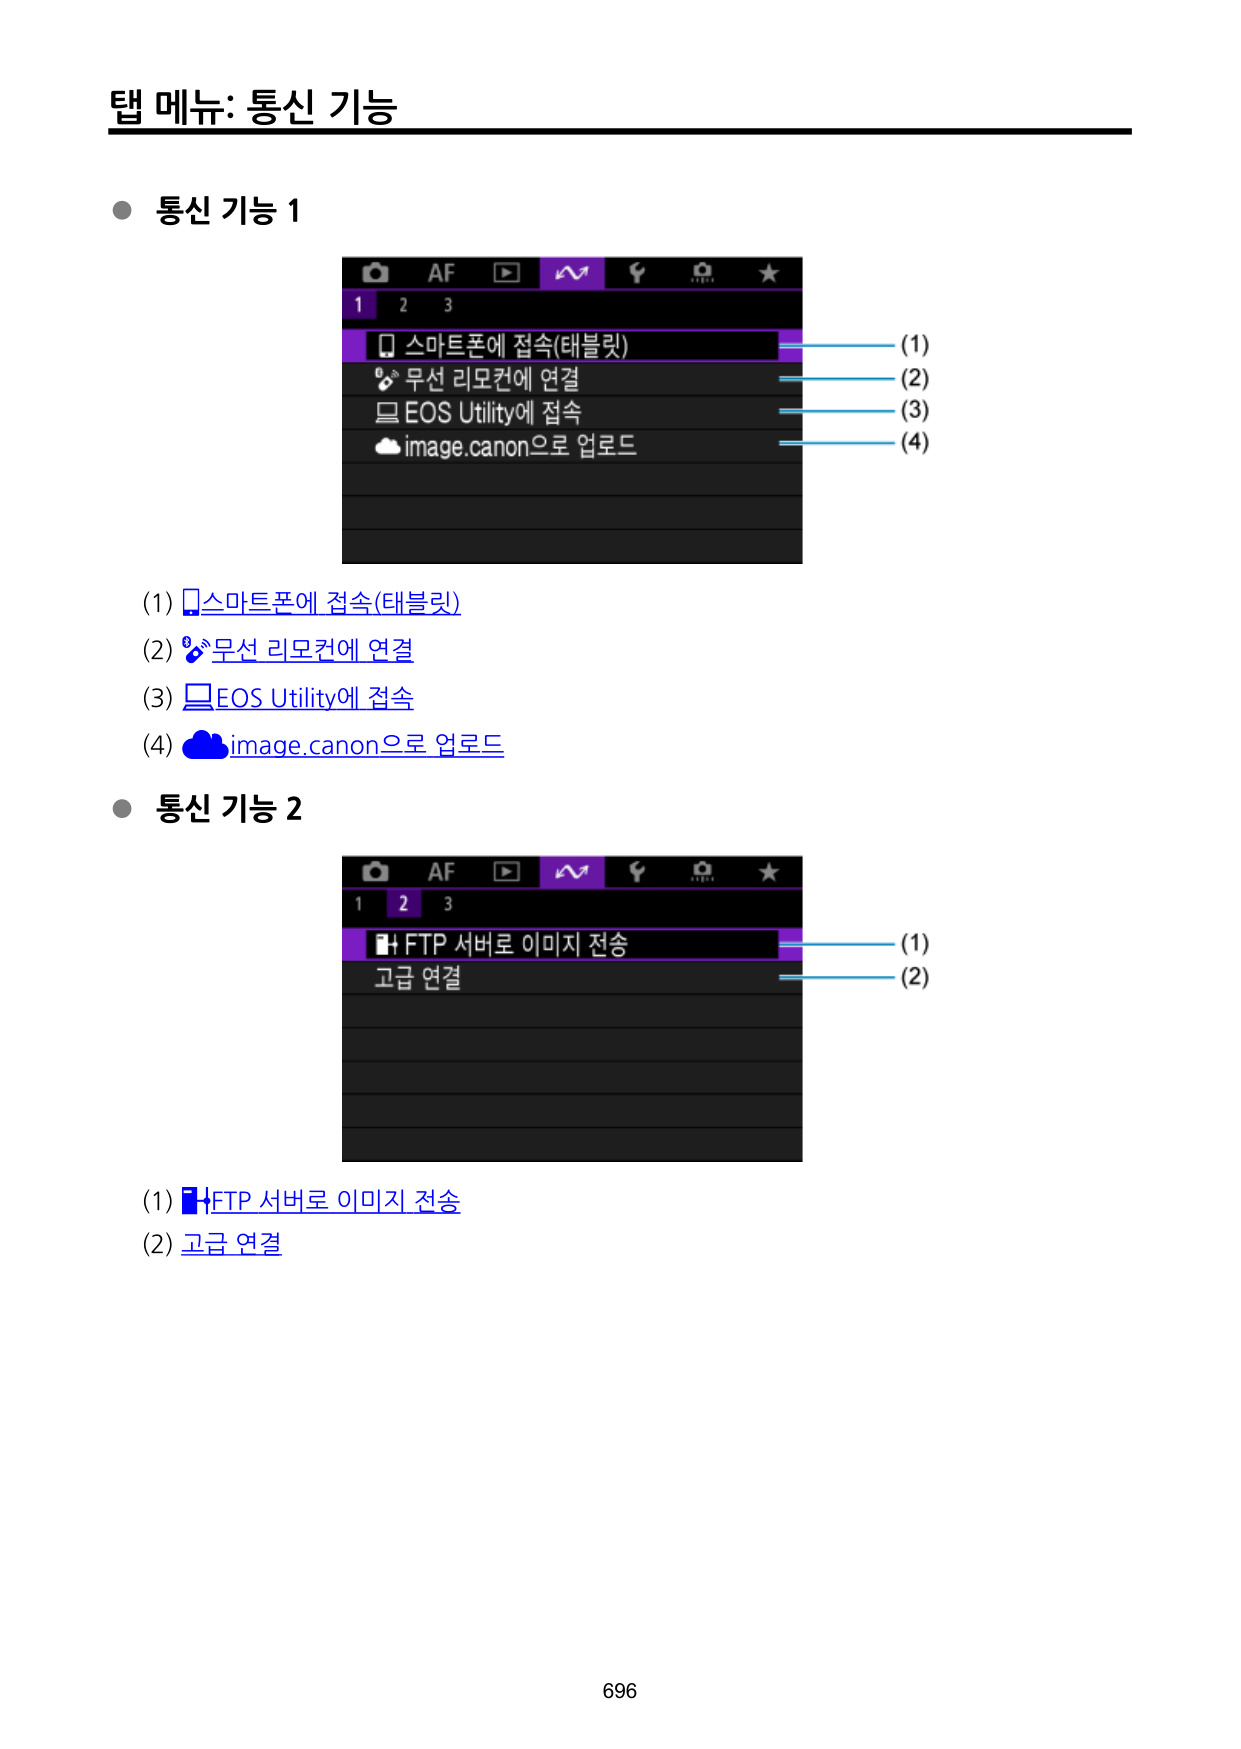 탭 메뉴: 통신 기능
● 통신 기능 1
AF
1 2 3
스마트폰에 접속(태블릿) (1)
무선 리모컨에 연결 (2)
EOS Utility에 접속 (3)
image.canon으로 업로드 (4)
(1) 스마트폰에 접속(태블릿)
(2) 무선 리모컨에 연결
(3) EOS Utility에 접속
(4) image.canon으로 업로드
● 통신 기능 2
AF
1 2 3
FTP 서버로 이미지 전송 (1)
고급 연결 (2)
(1) FTP 서버로 이미지 전송
(2) 고급 연결
696